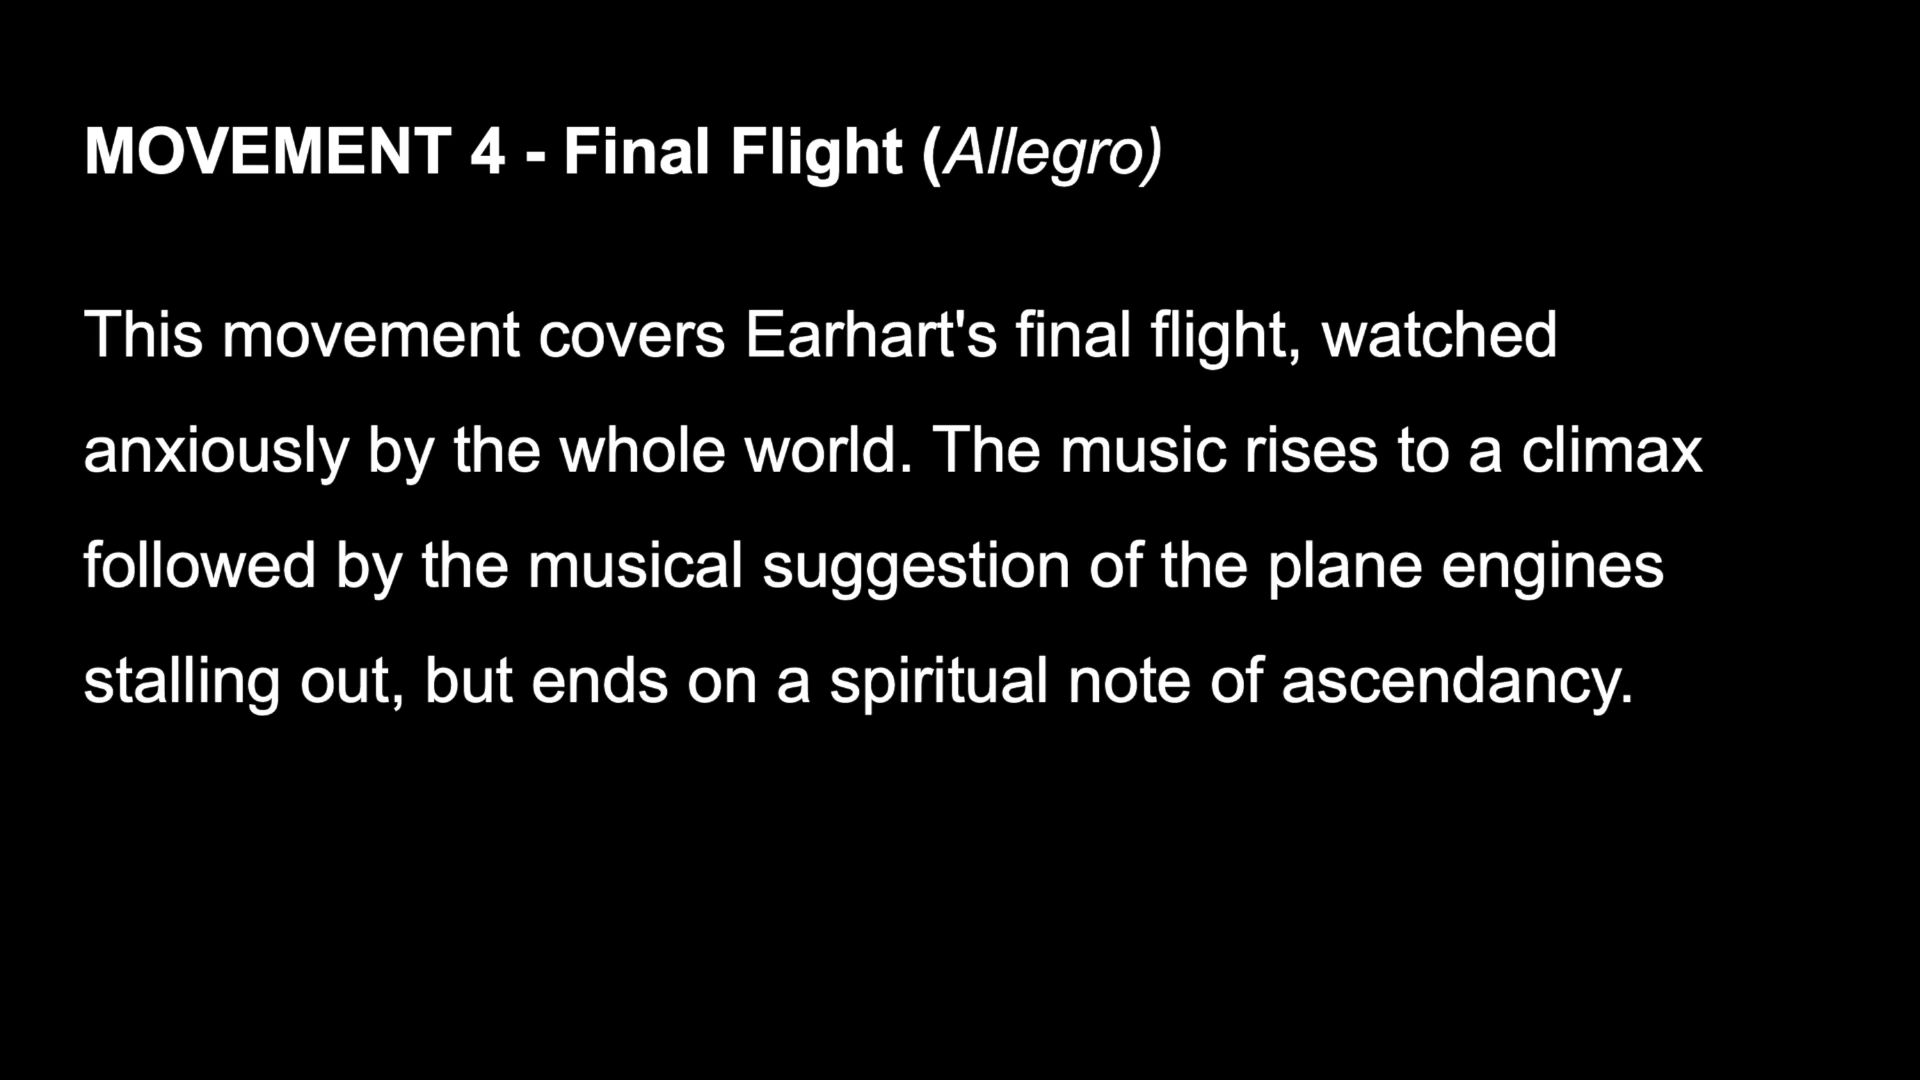 MOVEMENT 4 - Final Flight (Allegro)
This movement covers Earhart's final flight, watched
anxiously by the whole world. The music rises to a climax
followed by the musical suggestion of the plane engines
stalling out, but ends on a spiritual note of ascendancy.